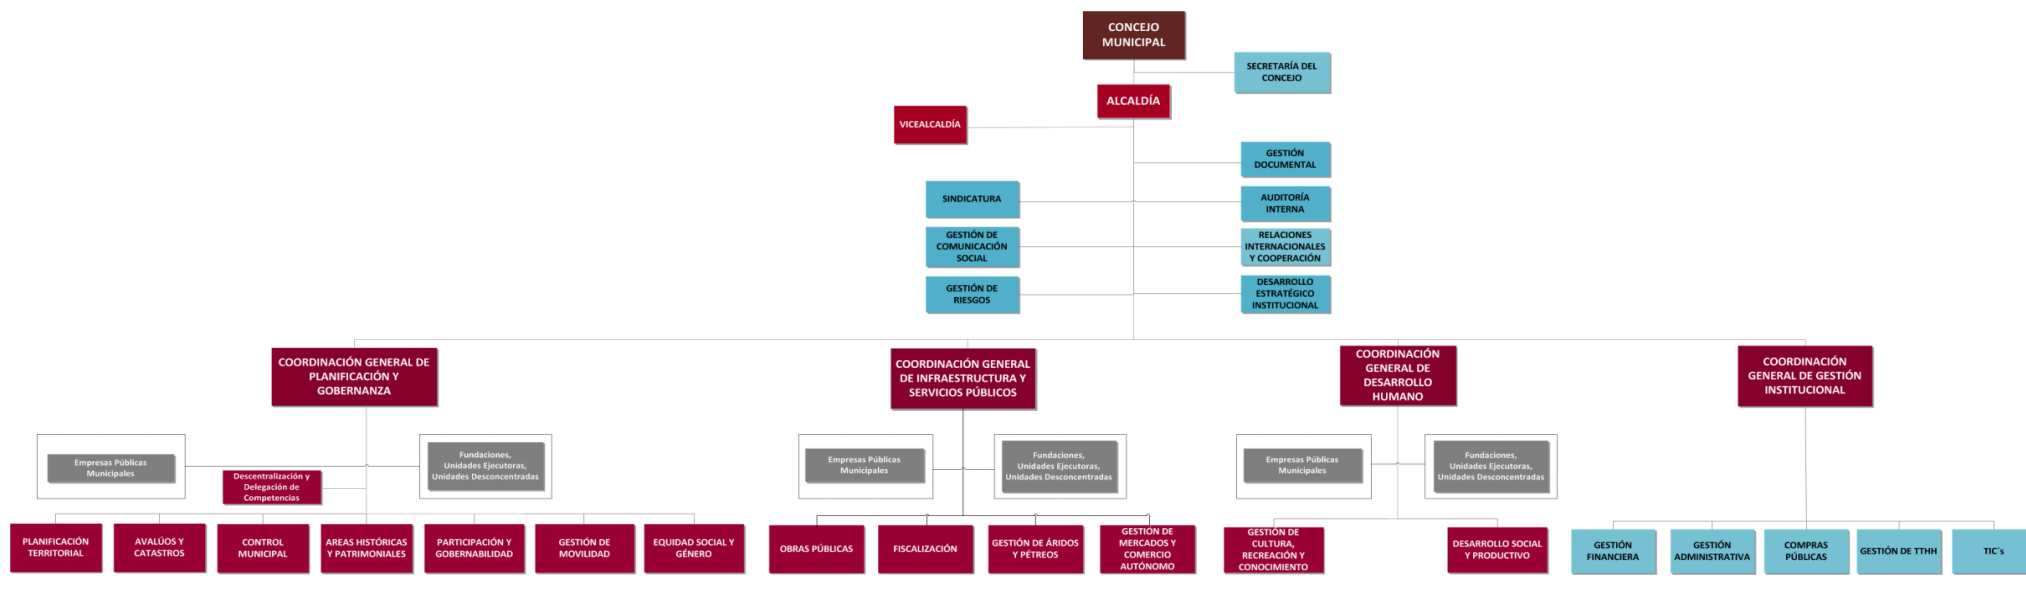 CONCEJO
MUNICIPAL
SECRETARÍA DEL
CONCEJO
ALCALDÍA
VICEALCALDÍA
GESTIÓN
DOCUMENTAL
SINDICATURA
AUDITORÍA
INTERNA
GESTIÓN DE
COMUNICACIÓN
SOCIAL
RELACIONES
INTERNACIONALES
Y COOPERACIÓN
GESTIÓN DE
RIESGOS
DESARROLLO
ESTRATÉGICO
INSTITUCIONAL
COORDINACIÓN GENERAL DE
PLANIFICACIÓN Y
GOBERNANZA
COORDINACIÓN GENERAL
DE INFRAESTRUCTURA Y
SERVICIOS PÚBLICOS
COORDINACIÓN
GENERAL DE
DESARROLLO
HUMANO
COORDINACIÓN
GENERAL DE GESTIÓN
INSTITUCIONAL
Empresas Públicas
Municipales
Fundaciones,
Unidades Ejecutoras,
Unidades Desconcentradas
Descentralización y
Delegación de
Competencias
Empresas Públicas
Municipales
Fundaciones,
Unidades Ejecutoras,
Unidades Desconcentradas
Empresas Públicas
Municipales
Fundaciones,
Unidades Ejecutoras,
Unidades Desconcentradas
PLANIFICACIÓN
TERRITORIAL
AVALÚOS Y
CATASTROS
CONTROL
MUNICIPAL
AREAS HISTÓRICAS
Y PATRIMONIALES
PARTICIPACIÓN Y
GOBERNABILIDAD
GESTIÓN DE
MOVILIDAD
EQUIDAD SOCIAL Y
GÉNERO
OBRAS PÚBLICAS
FISCALIZACIÓN
GESTIÓN DE ÁRIDOS
Y PÉTREOS
GESTIÓN DE
MERCADOS Y
COMERCIO
AUTÓNOMO
GESTIÓN DE
CULTURA,
RECREACIÓN Y
CONOCIMIENTO
DESARROLLO SOCIAL
Y PRODUCTIVO
GESTIÓN
FINANCIERA
GESTIÓN
ADMINISTRATIVA
COMPRAS
PÚBLICAS
GESTIÓN DE TTHH
TIC´s